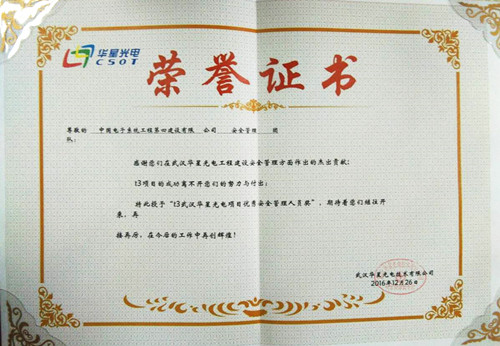 华星光电
CSOT
荣誉证书
尊敬的 中国电子系统工程第四建设有限 公司 安全管理 团
队:
感谢您们在武汉华星光电工程建设安全管理方面作出的杰出贡献;
t3项目的成功离不开您们的努力与付出;
特此授予“t3武汉华星光电项目优秀安全管理人员奖”,期待着您们继往开
来,再
接再厉,在今后的工作中再创辉煌!
武汉华星光电技术有限公司
2016年12月26日